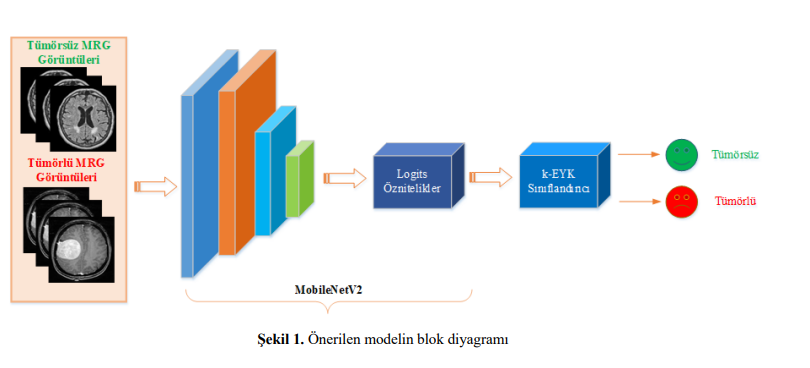 Tümörsüz MRG
Görüntüleri
Tümörlü MRG
Görüntüleri
Logits
Öznitelikler
k-EYK
Sınıflandırıcı
Tümörsüz
Tümörlü
MobileNetV2
Şekil 1. Önerilen modelin blok diyagramı